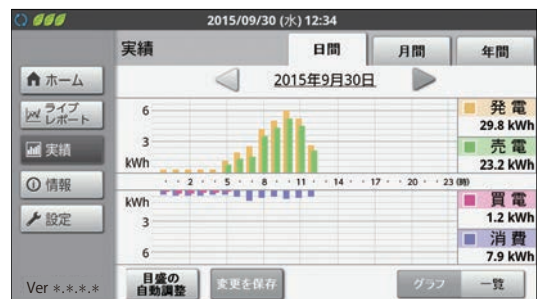 2015/09/30 (水) 12:34
実績
日間
月間
年間
ホーム
ライブ
レポート
実績
情報
設定
2015年9月30日
6
3
kWh
2 5 8 11 14 17 20 23 (時)
kWh
3
6
発電
29.8 kWh
売電
23.2 kWh
買電
1.2 kWh
消費
7.9 kWh
目盛の
自動調整
変更を保存
グラフ
一覧
Ver *.*.*.*